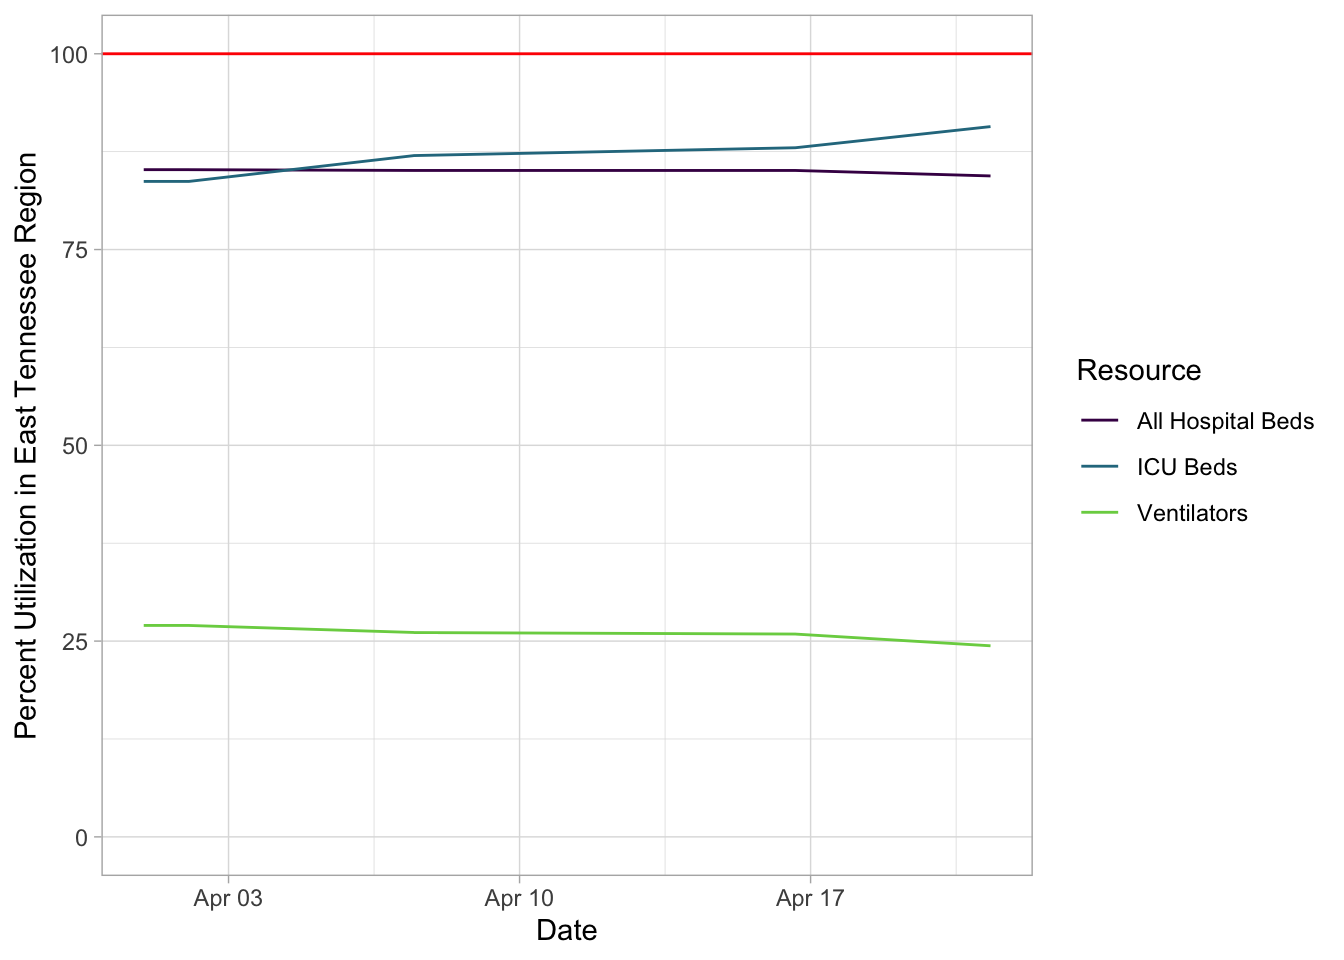 Percent Utilization in East Tennessee Region
100
75
50
25
0
Apr 03
Apr 10
Apr 17
Date
Resource
All Hospital Beds
ICU Beds
Ventilators